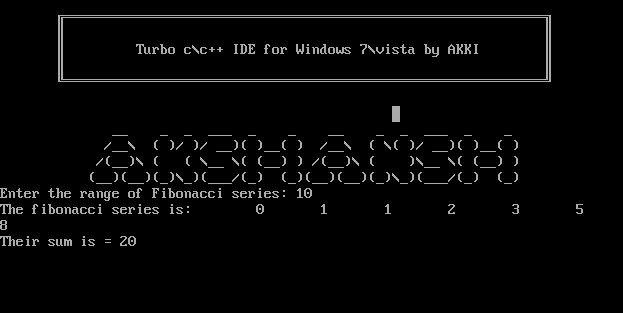 Turbo c\c++ IDE for Windows 7\vista by AKKI
AKSHANSH
Enter the range of Fibonacci series: 10
The fibonacci series is: 0 1 1 2 3 5
8
Their sum is = 20